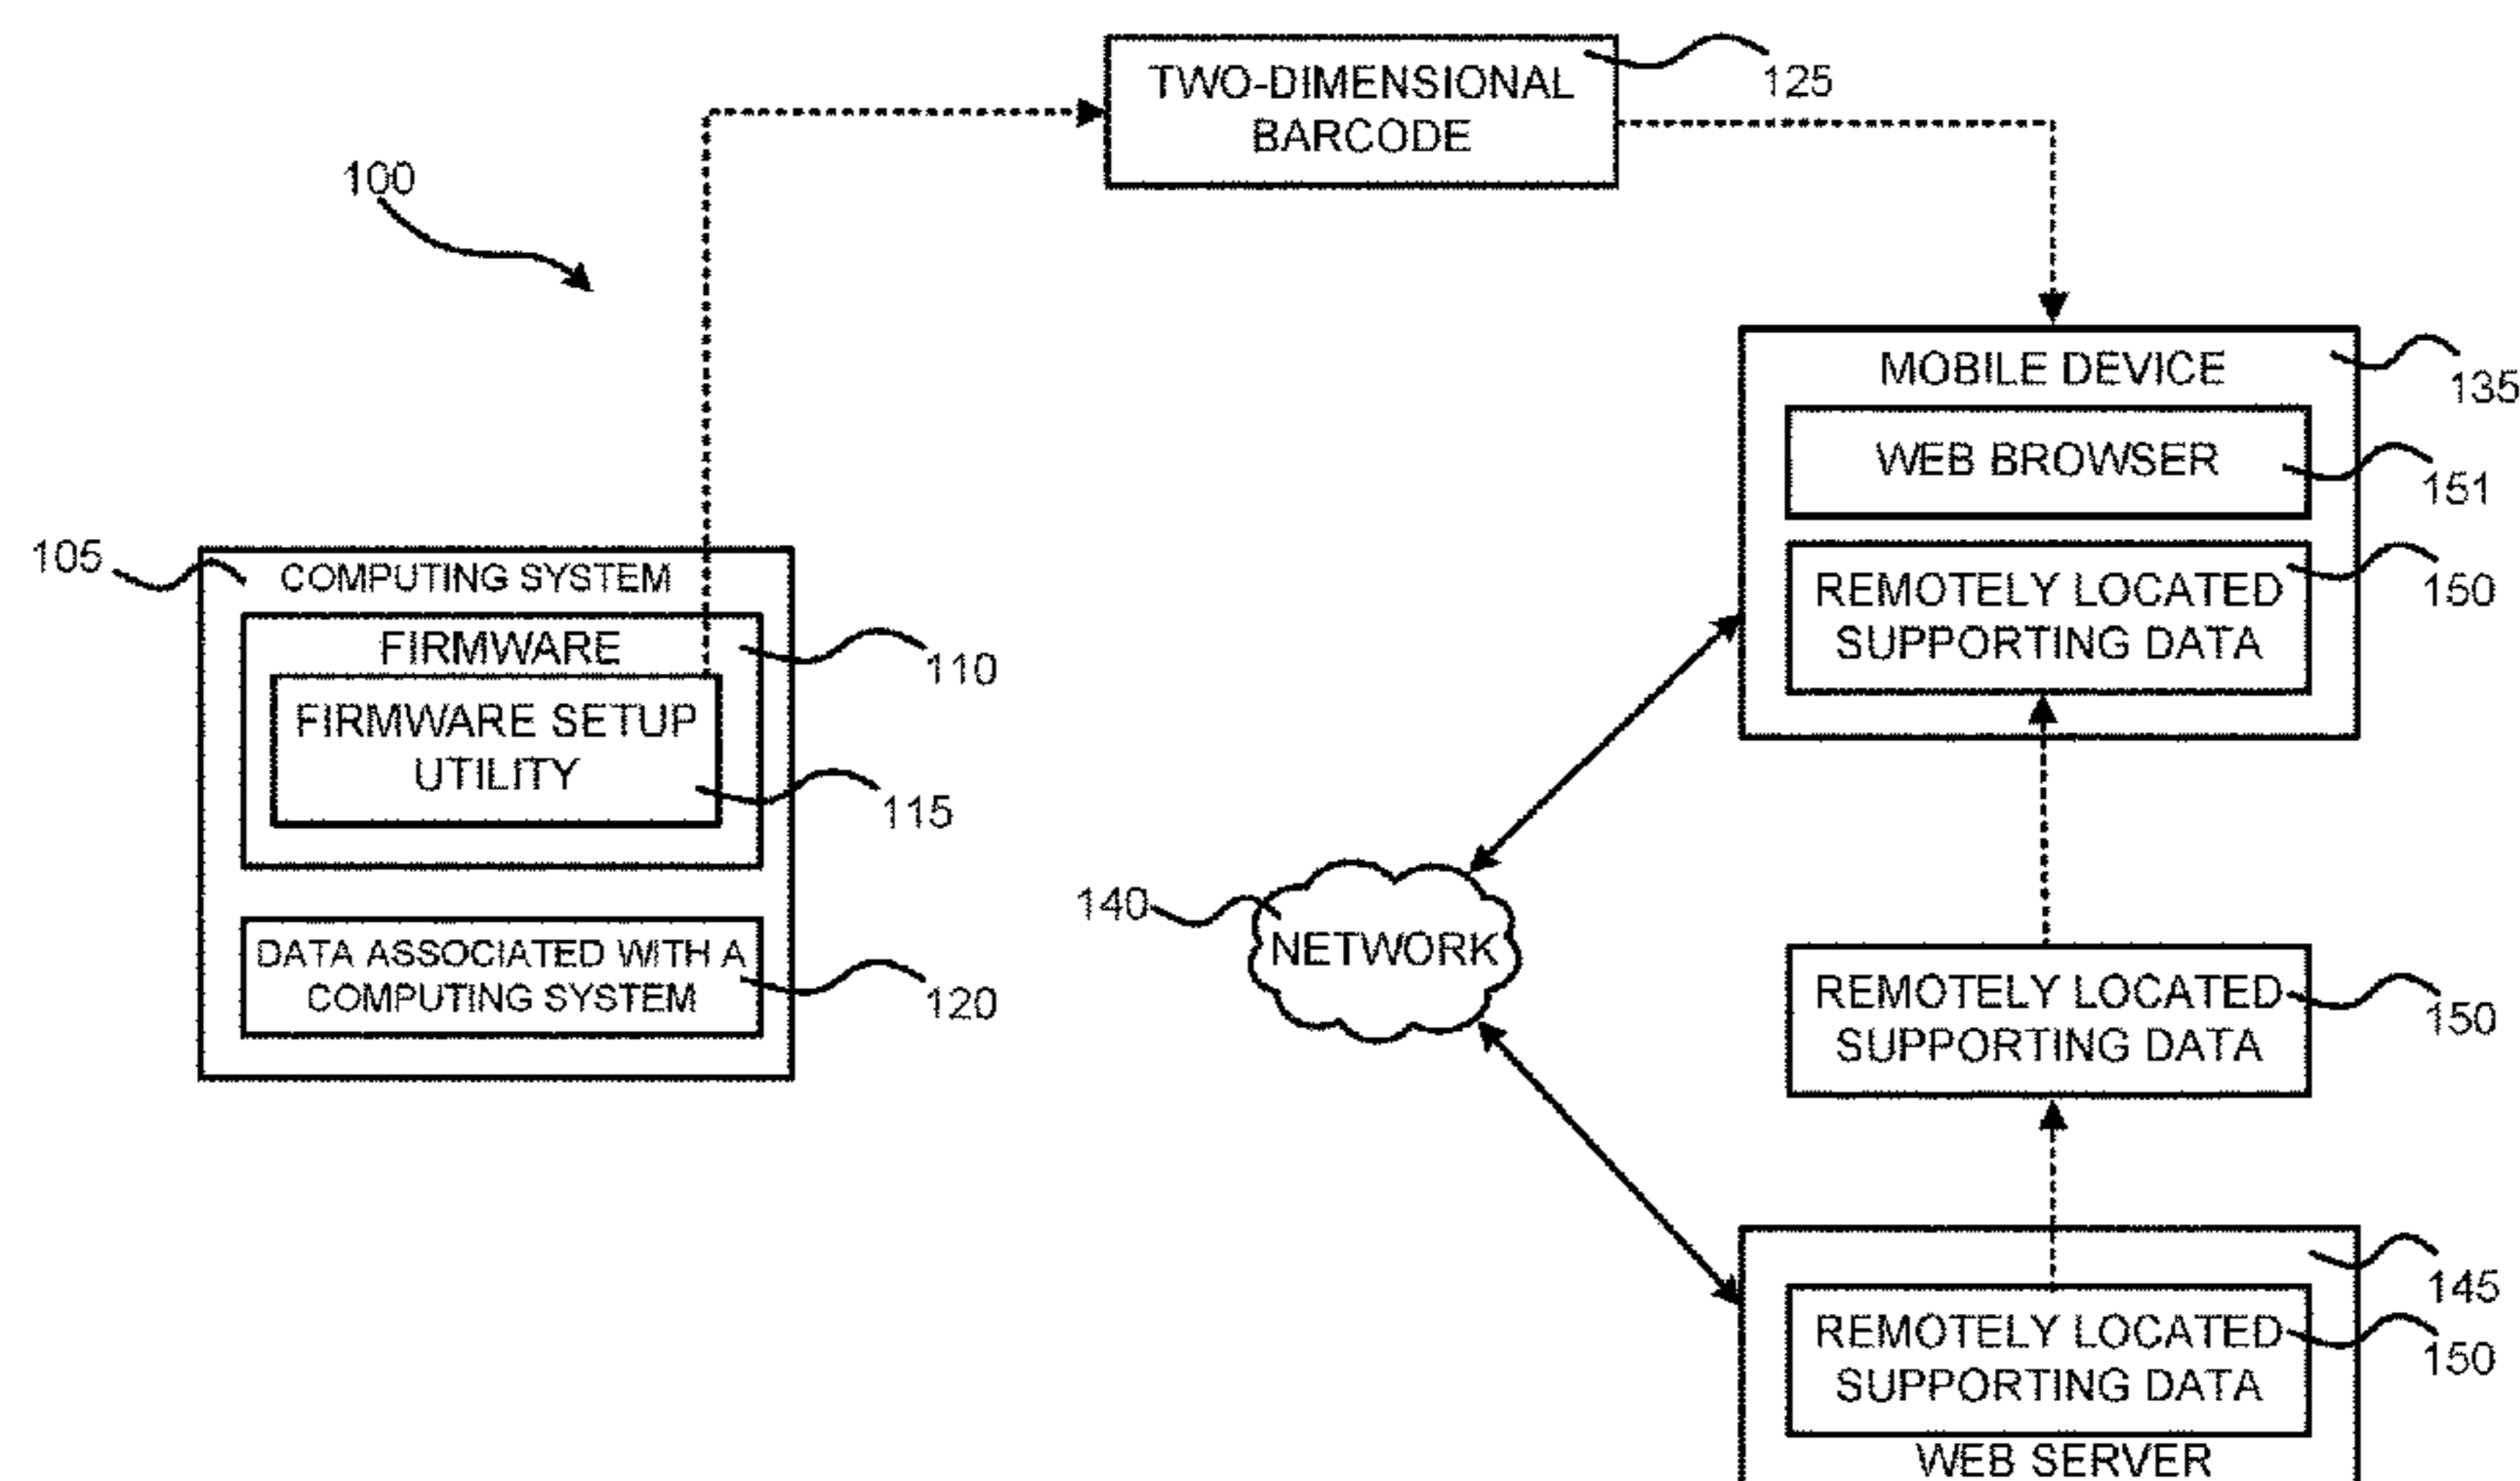 TWO-DIMENSIONAL
BARCODE
125
100
MOBILE DEVICE
135
WEB BROWSER
151
REMOTELY LOCATED
SUPPORTING DATA
150
105
COMPUTING SYSTEM
FIRMWARE
110
FIRMWARE SETUP
UTILITY
115
DATA ASSOCIATED WITH A
COMPUTING SYSTEM
120
140
NETWORK
REMOTELY LOCATED
SUPPORTING DATA
150
145
REMOTELY LOCATED
SUPPORTING DATA
150
WEB SERVER